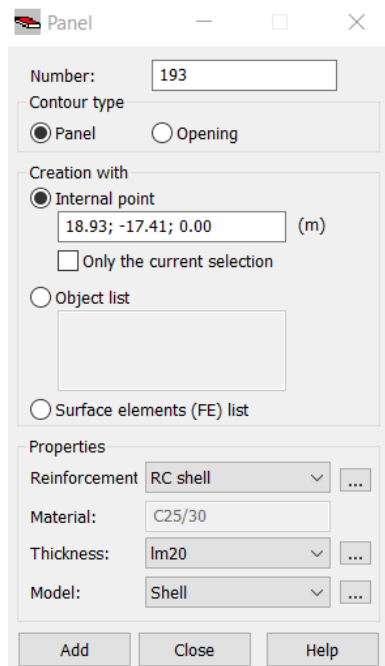 Panel
Number: 193
Contour type
Panel Opening
Creation with
Internal point
18.93; -17.41; 0.00 (m)
Only the current selection
Object list
Surface elements (FE) list
Properties
Reinforcement RC shell ...
Material: C25/30
Thickness: lm20 ...
Model: Shell ...
Add Close Help